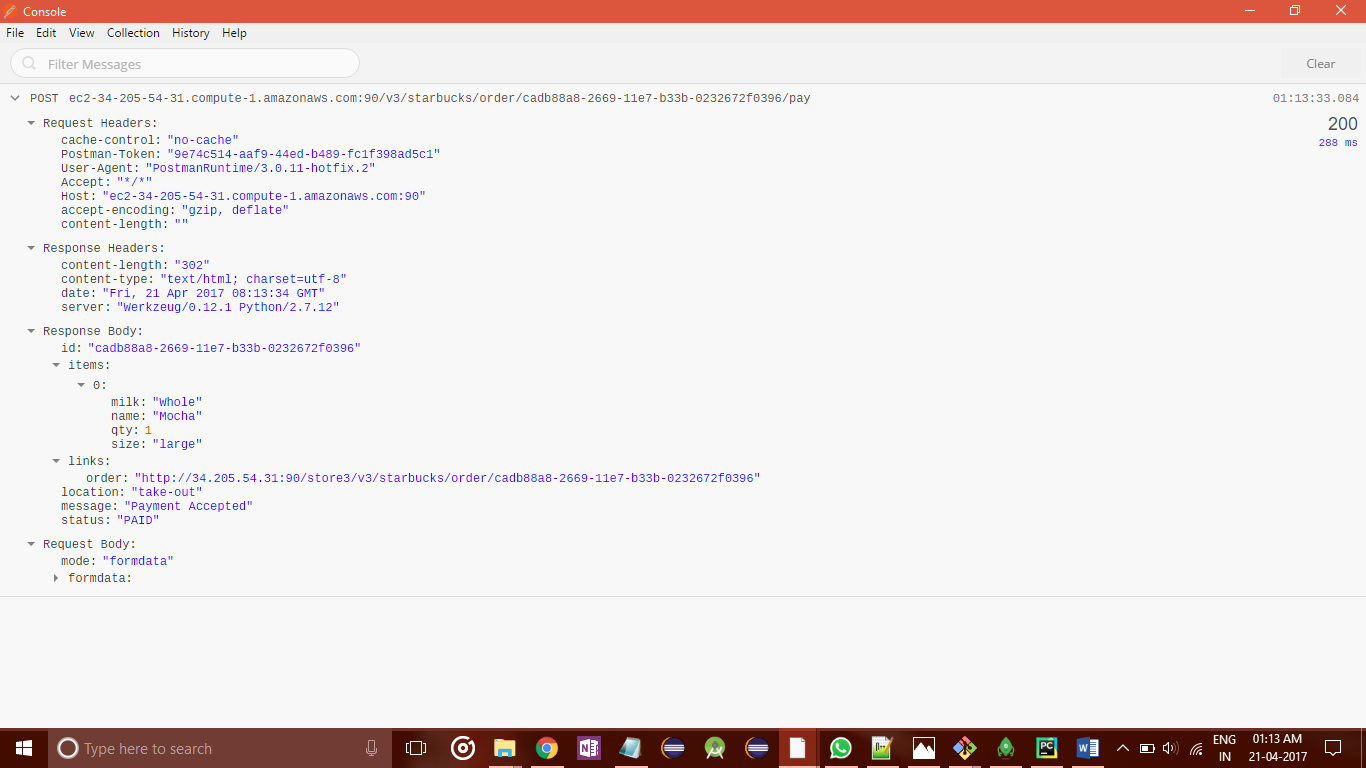 Console
File Edit View Collection History Help
Filter Messages
Clear
POST ec2-34-205-54-31.compute-1.amazonaws.com:90/v3/starbucks/order/cadb88a8-2669-11e7-b33b-0232672f0396/pay 01:13:33.084
Request Headers: 200
288 ms
cache-control: "no-cache"
Postman-Token: "9e74c514-aaf9-44ed-b489-fc1f398ad5c1"
User-Agent: "PostmanRuntime/3.0.11-hotfix.2"
Accept: "*/*"
Host: "ec2-34-205-54-31.compute-1.amazonaws.com:90"
accept-encoding: "gzip, deflate"
content-length: ""
Response Headers:
content-length: "302"
content-type: "text/html; charset=utf-8"
date: "Fri, 21 Apr 2017 08:13:34 GMT"
server: "Werkzeug/0.12.1 Python/2.7.12"
Response Body:
id: "cadb88a8-2669-11e7-b33b-0232672f0396"
items:
0:
milk: "Whole"
name: "Mocha"
qty: 1
size: "large"
links:
order: "http://34.205.54.31:90/store3/v3/starbucks/order/cadb88a8-2669-11e7-b33b-0232672f0396"
location: "take-out"
message: "Payment Accepted"
status: "PAID"
Request Body:
mode: "formdata"
formdata:
Type here to search
N
PC
W
ENG
IN
01:13 AM
21-04-2017